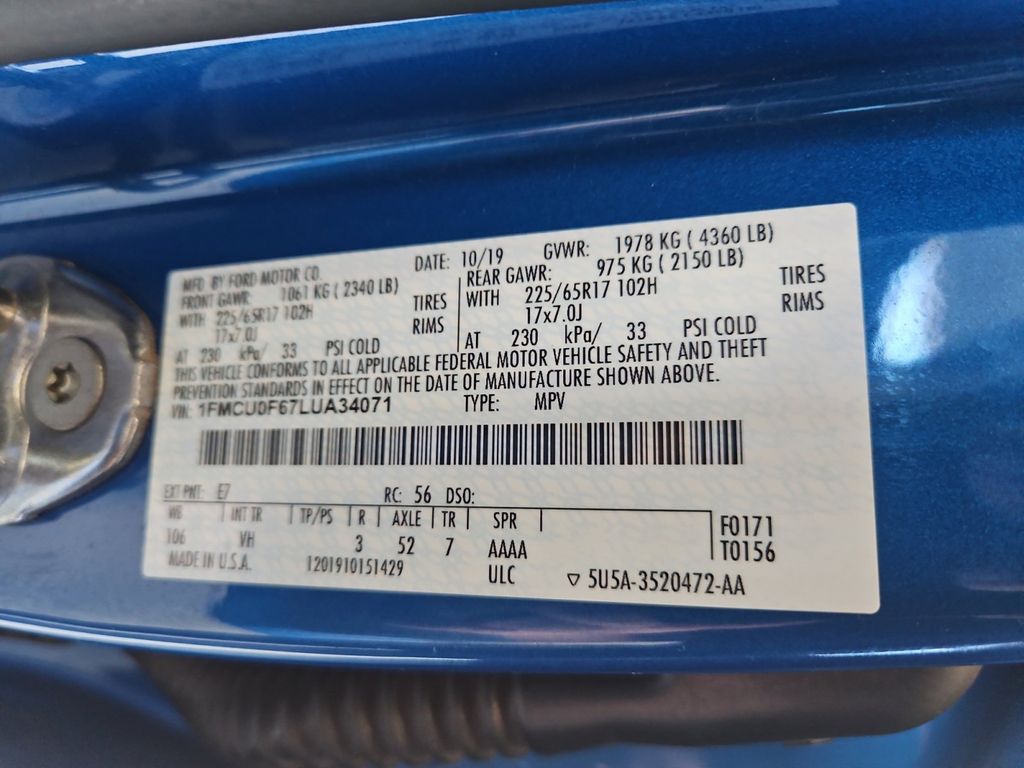 MFD. BY FORD MOTOR CO. DATE: 10/19 GVWR: 1978 KG ( 4360 LB)
FRONT GAWR: 1061 KG ( 2340 LB) REAR GAWR: 975 KG ( 2150 LB)
WITH 225/65R17 102H TIRES WITH 225/65R17 102H TIRES
17x7.0J RIMS 17x7.0J RIMS
AT 230 kPa/ 33 PSI COLD AT 230 kPa/ 33 PSI COLD
THIS VEHICLE CONFORMS TO ALL APPLICABLE FEDERAL MOTOR VEHICLE SAFETY AND THEFT
PREVENTION STANDARDS IN EFFECT ON THE DATE OF MANUFACTURE SHOWN ABOVE.
VIN: 1FMCU0F67LUA34071 TYPE: MPV
EXT PNT: E7 RC: 56 DSO:
WB INT TR TP/PS R AXLE TR SPR F0171
106 VH 3 52 7 AAAA T0156
MADE IN U.S.A. 1201910151429 ULC ▽ 5U5A-3520472-AA